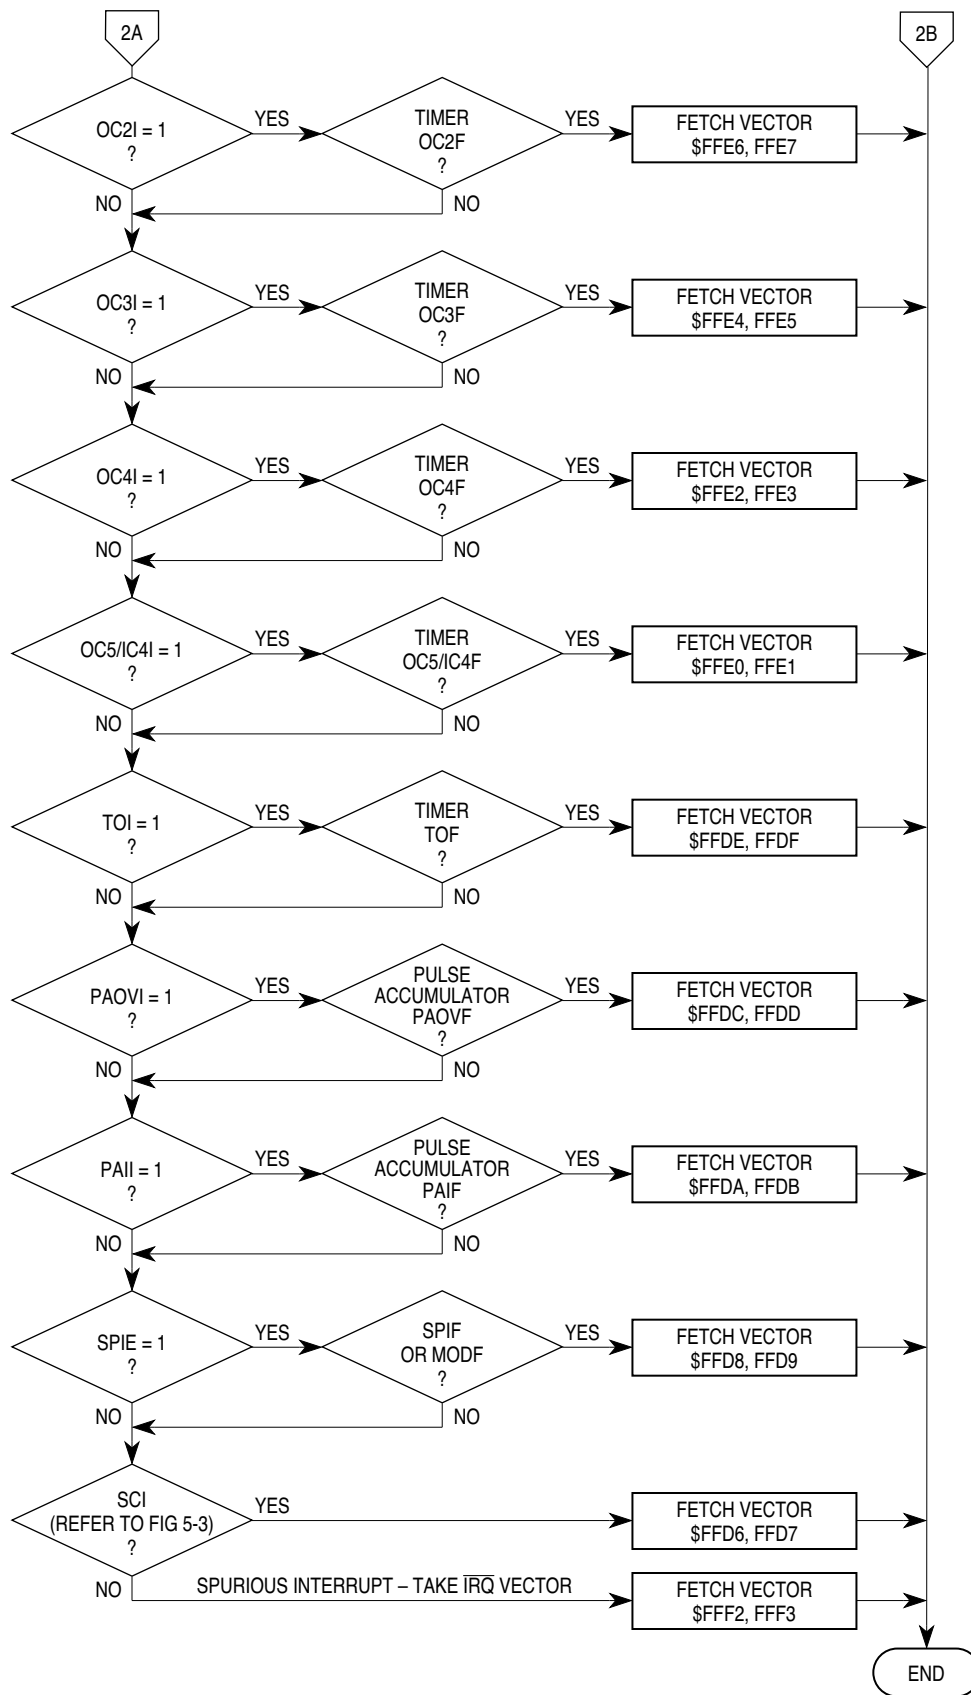 2A
2B
OC2I = 1
?
YES
TIMER
OC2F
?
YES
FETCH VECTOR
$FFE6, FFE7
NO
NO
OC3I = 1
?
YES
TIMER
OC3F
?
YES
FETCH VECTOR
$FFE4, FFE5
NO
NO
OC4I = 1
?
YES
TIMER
OC4F
?
YES
FETCH VECTOR
$FFE2, FFE3
NO
NO
OC5/IC4I = 1
?
YES
TIMER
OC5/IC4F
?
YES
FETCH VECTOR
$FFE0, FFE1
NO
NO
TOI = 1
?
YES
TIMER
TOF
?
YES
FETCH VECTOR
$FFDE, FFDF
NO
NO
PAOVI = 1
?
YES
PULSE
ACCUMULATOR
PAOVF
?
YES
FETCH VECTOR
$FFDC, FFDD
NO
NO
PAII = 1
?
YES
PULSE
ACCUMULATOR
PAIF
?
YES
FETCH VECTOR
$FFDA, FFDB
NO
NO
SPIE = 1
?
YES
SPIF
OR MODF
?
YES
FETCH VECTOR
$FFD8, FFD9
NO
NO
SCI
(REFER TO FIG 5-3)
?
YES
FETCH VECTOR
$FFD6, FFD7
NO
SPURIOUS INTERRUPT – TAKE I̅R̅Q̅ VECTOR
FETCH VECTOR
$FFF2, FFF3
END